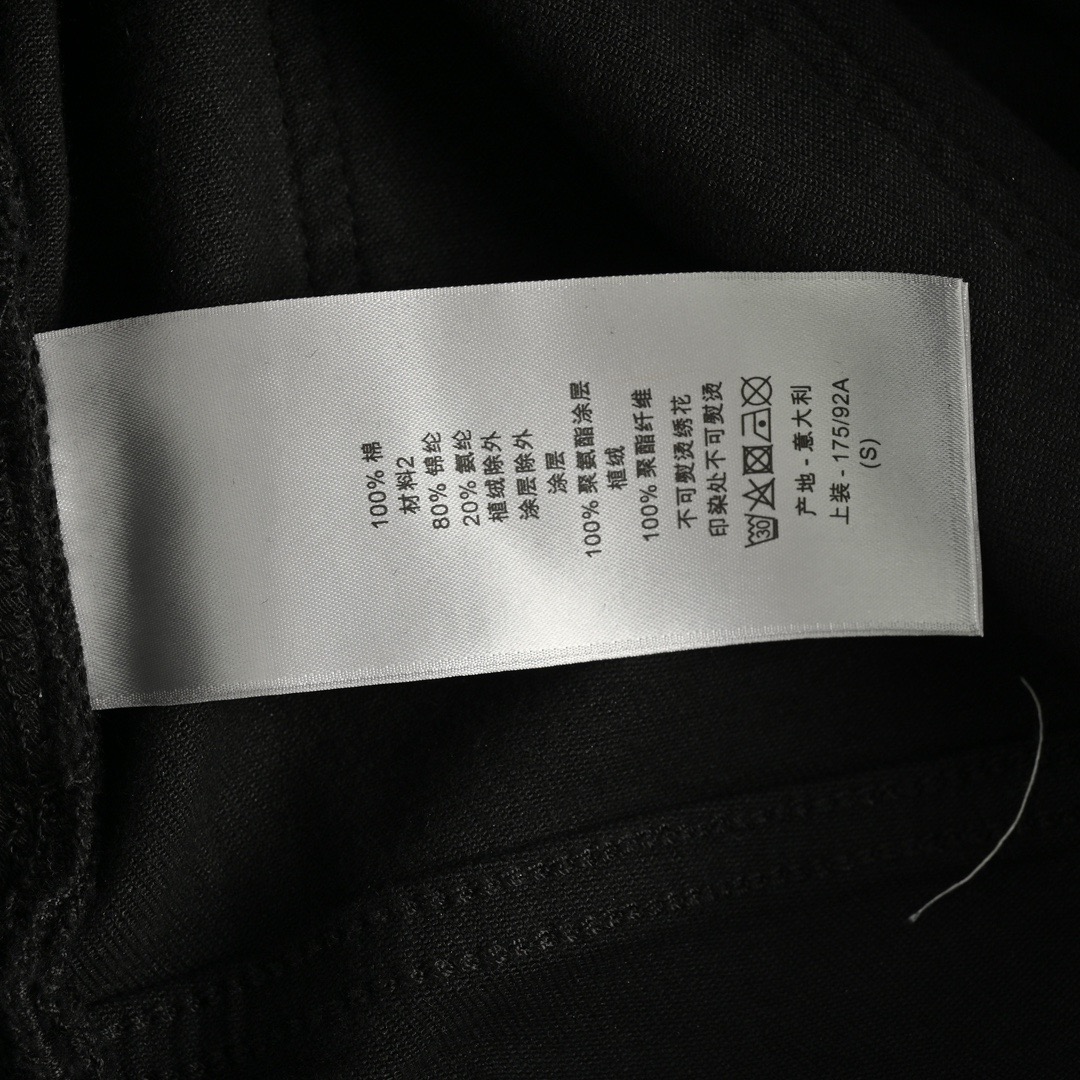 100% 棉
材料2
80% 锦纶
20% 氨纶
植绒除外
涂层除外
涂层
100% 聚氨酯涂层
植绒
100% 聚酯纤维
不可熨烫绣花
印染处不可熨烫
30
产地 - 意大利
上装 - 175/92A
(S)